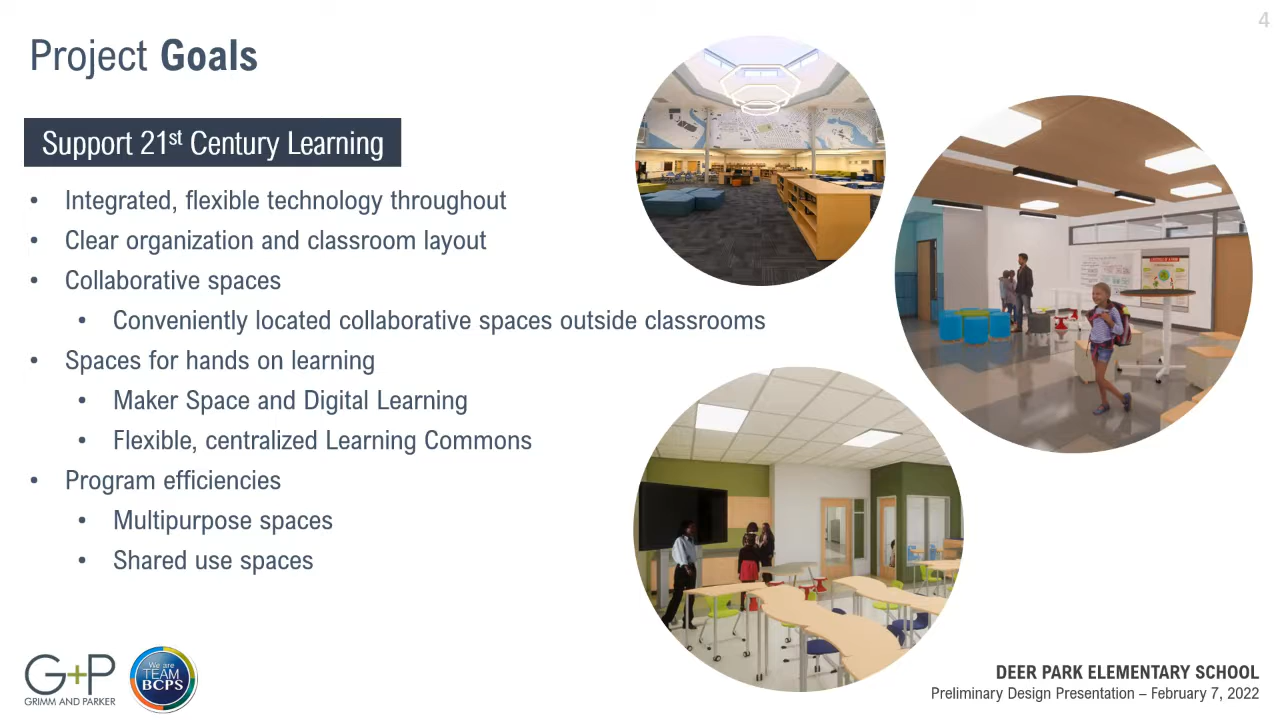 4
Project Goals
Support 21st Century Learning
• Integrated, flexible technology throughout
• Clear organization and classroom layout
• Collaborative spaces
• Conveniently located collaborative spaces outside classrooms
• Spaces for hands on learning
• Maker Space and Digital Learning
• Flexible, centralized Learning Commons
• Program efficiencies
• Multipurpose spaces
• Shared use spaces
G+P
GRIMM AND PARKER
We are
TEAM
BCPS
DEER PARK ELEMENTARY SCHOOL
Preliminary Design Presentation – February 7, 2022